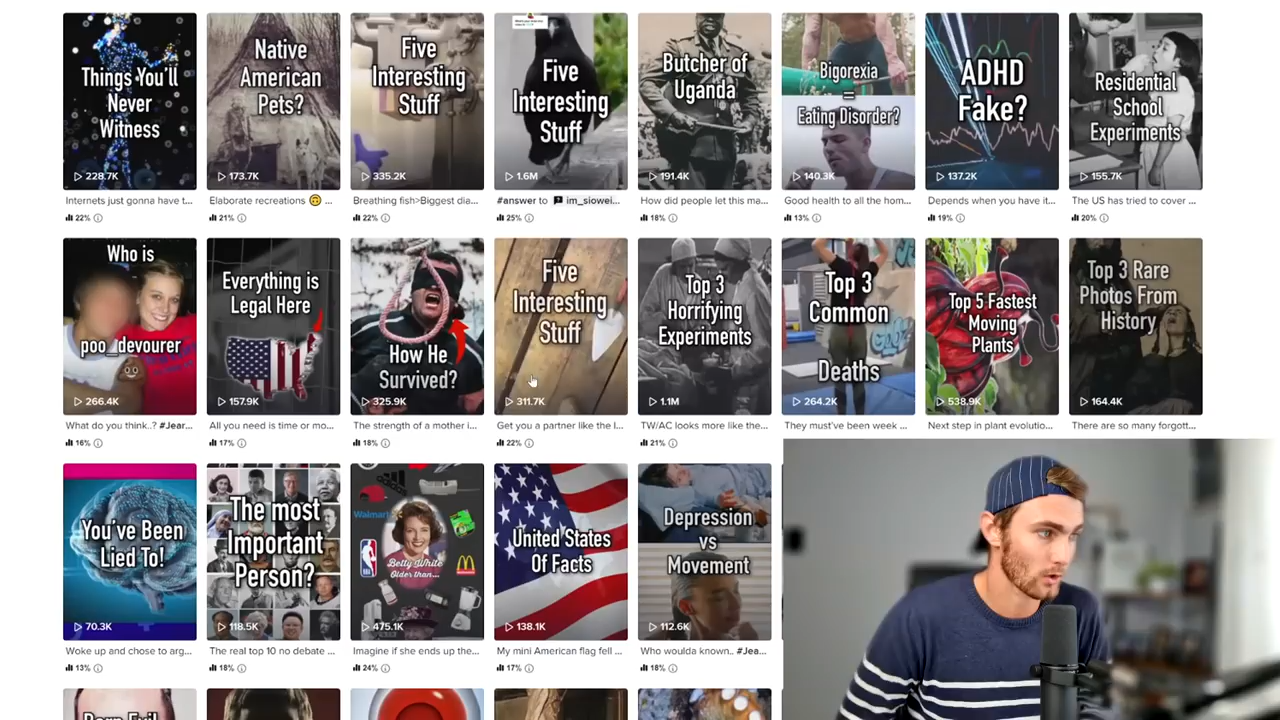 Things You'll
Never
Witness
228.7K
Internets just gonna have t...
22%
Native
American
Pets?
173.7K
Elaborate recreations 🙃 ...
21%
Five
Interesting
Stuff
335.2K
Breathing fish>Biggest dia...
22%
Five
Interesting
Stuff
1.6M
#answer to im_siowei...
25%
Butcher of
Uganda
191.4K
How did people let this ma...
18%
Bigorexia
=
Eating Disorder?
140.3K
Good health to all the hom...
13%
ADHD
Fake?
137.2K
Depends when you have it...
19%
Residential
School
Experiments
155.7K
The US has tried to cover ...
20%
Who is
poo_devourer
266.4K
What do you think..? #Jear...
16%
Everything is
Legal Here
157.9K
All you need is time or mo...
17%
How He
Survived?
325.9K
The strength of a mother i...
18%
Five
Interesting
Stuff
311.7K
Get you a partner like the l...
22%
Top 3
Horrifying
Experiments
1.1M
TW/AC looks more like the...
21%
Top 3
Common
Deaths
264.2K
They must've been week ...
20%
Top 5 Fastest
Moving
Plants
538.9K
Next step in plant evolutio...
Top 3 Rare
Photos From
History
164.4K
There are so many forgott...
You've Been
Lied To!
70.3K
Woke up and chose to arg...
13%
The most
Important
Person?
118.5K
The real top 10 no debate ...
18%
Walmart
NBA
Betty White
Older than...
475.1K
Imagine if she ends up the...
24%
United States
Of Facts
138.1K
My mini American flag fell ...
17%
Depression
vs
Movement
112.6K
Who woulda known.. #Jea...
18%
Born Evil